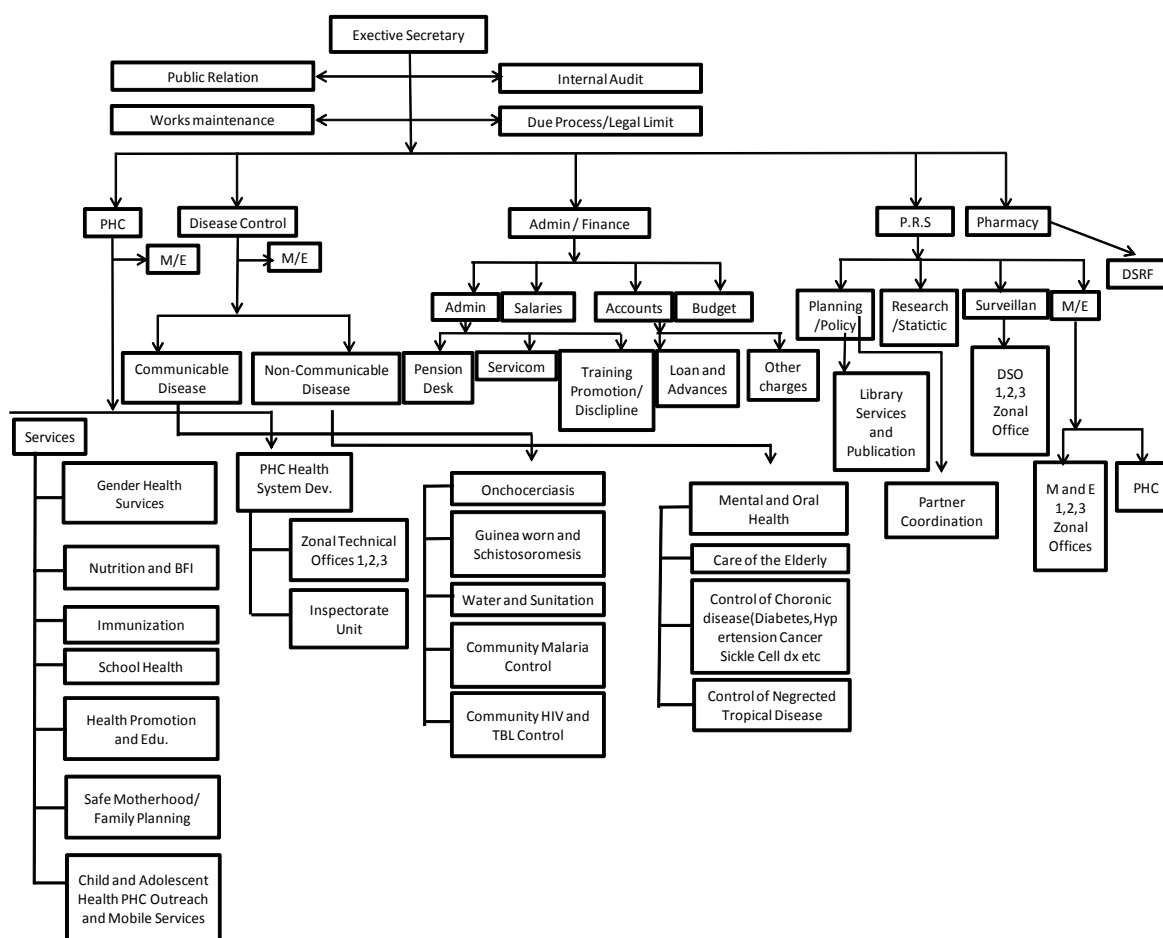 Exective Secretary
Public Relation
Internal Audit
Works maintenance
Due Process/Legal Limit
PHC
Disease Control
Admin / Finance
P.R.S
Pharmacy
M/E
M/E
DSRF
Admin
Salaries
Accounts
Budget
Planning
/Policy
Research
/Statictic
Surveillan
M/E
Communicable
Disease
Non-Communicable
Disease
Pension
Desk
Servicom
Training
Promotion/
Disclipline
Loan and
Advances
Other
charges
Library
Services
and
Publication
DSO
1,2,3
Zonal
Office
Services
PHC Health
System Dev.
Partner
Coordination
M and E
1,2,3
Zonal
Offices
PHC
Gender Health
Survices
Nutrition and BFI
Immunization
School Health
Health Promotion
and Edu.
Safe Motherhood/
Family Planning
Child and Adolescent
Health PHC Outreach
and Mobile Services
Zonal Technical
Offices 1,2,3
Inspectorate
Unit
Onchocerciasis
Guinea worn and
Schistosoromesis
Water and Sunitation
Community Malaria
Control
Community HIV and
TBL Control
Mental and Oral
Health
Care of the Elderly
Control of Choronic
disease(Diabetes,Hyp
ertension Cancer
Sickle Cell dx etc
Control of Negrected
Tropical Disease